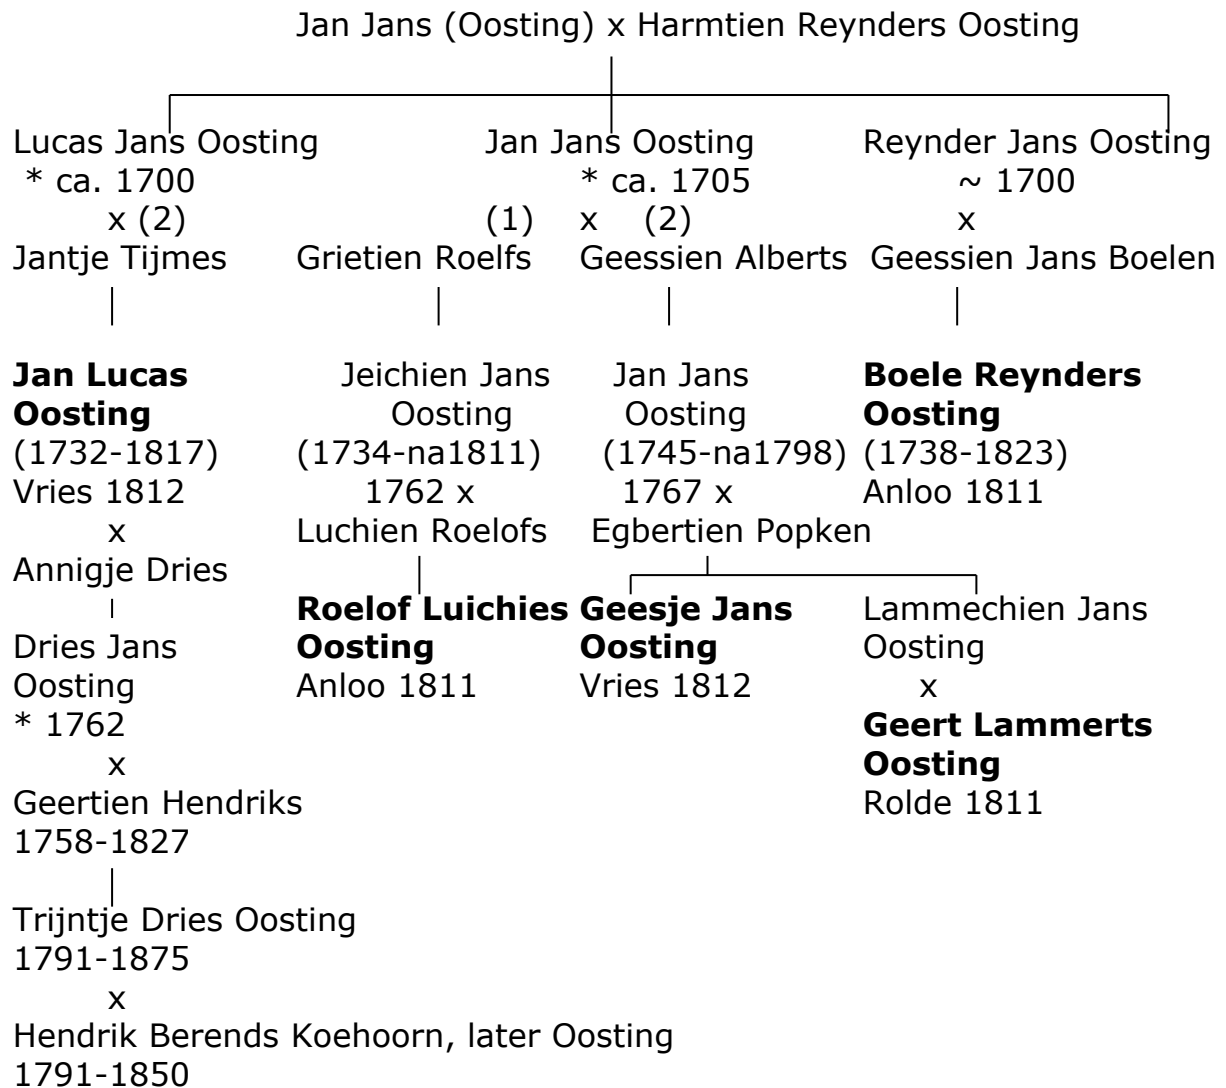 Jan Jans (Oosting) x Harmtien Reynders Oosting
Lucas Jans Oosting Jan Jans Oosting Reynder Jans Oosting
* ca. 1700 * ca. 1705 ~ 1700
x (2) (1) x (2) x
Jantje Tijmes Grietien Roelfs Geessien Alberts Geessien Jans Boelen
Jan Lucas Jeichien Jans Jan Jans Boele Reynders
Oosting Oosting Oosting Oosting
(1732-1817) (1734-na1811) (1745-na1798) (1738-1823)
Vries 1812 1762 x 1767 x Anloo 1811
x Luchien Roelofs Egbertien Popken
Annigje Dries
Roelof Luichies Geesje Jans Lammechien Jans
Dries Jans Oosting Oosting Oosting
Oosting Anloo 1811 Vries 1812 x
* 1762 Geert Lammerts
x Oosting
Geertien Hendriks Rolde 1811
1758-1827
Trijntje Dries Oosting
1791-1875
x
Hendrik Berends Koehoorn, later Oosting
1791-1850